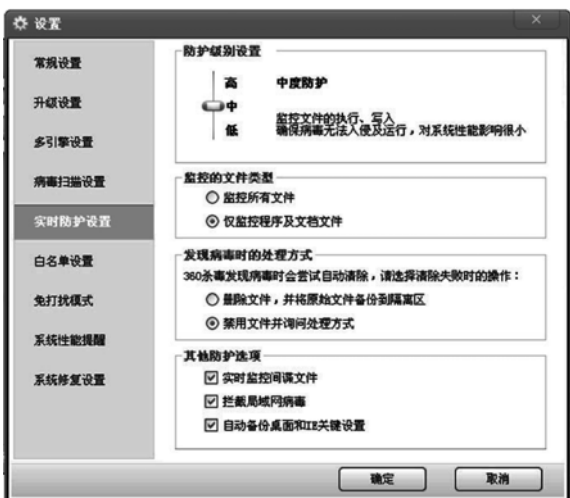 设置
常规设置
升级设置
多引擎设置
病毒扫描设置
实时防护设置
白名单设置
免打扰模式
系统性能提醒
系统修复设置
防护级别设置
高
中度防护
中
监控文件的执行、写入
低
确保病毒无法入侵及运行，对系统性能影响很小
监控的文件类型
监控所有文件
仅监控程序及文档文件
发现病毒时的处理方式
360杀毒发现病毒时会尝试自动清除，请选择清除失败时的操作：
删除文件，并将原始文件备份到隔离区
禁用文件并询问处理方式
其他防护选项
实时监控间谍文件
拦截局域网病毒
自动备份桌面和IE关键设置
确定
取消